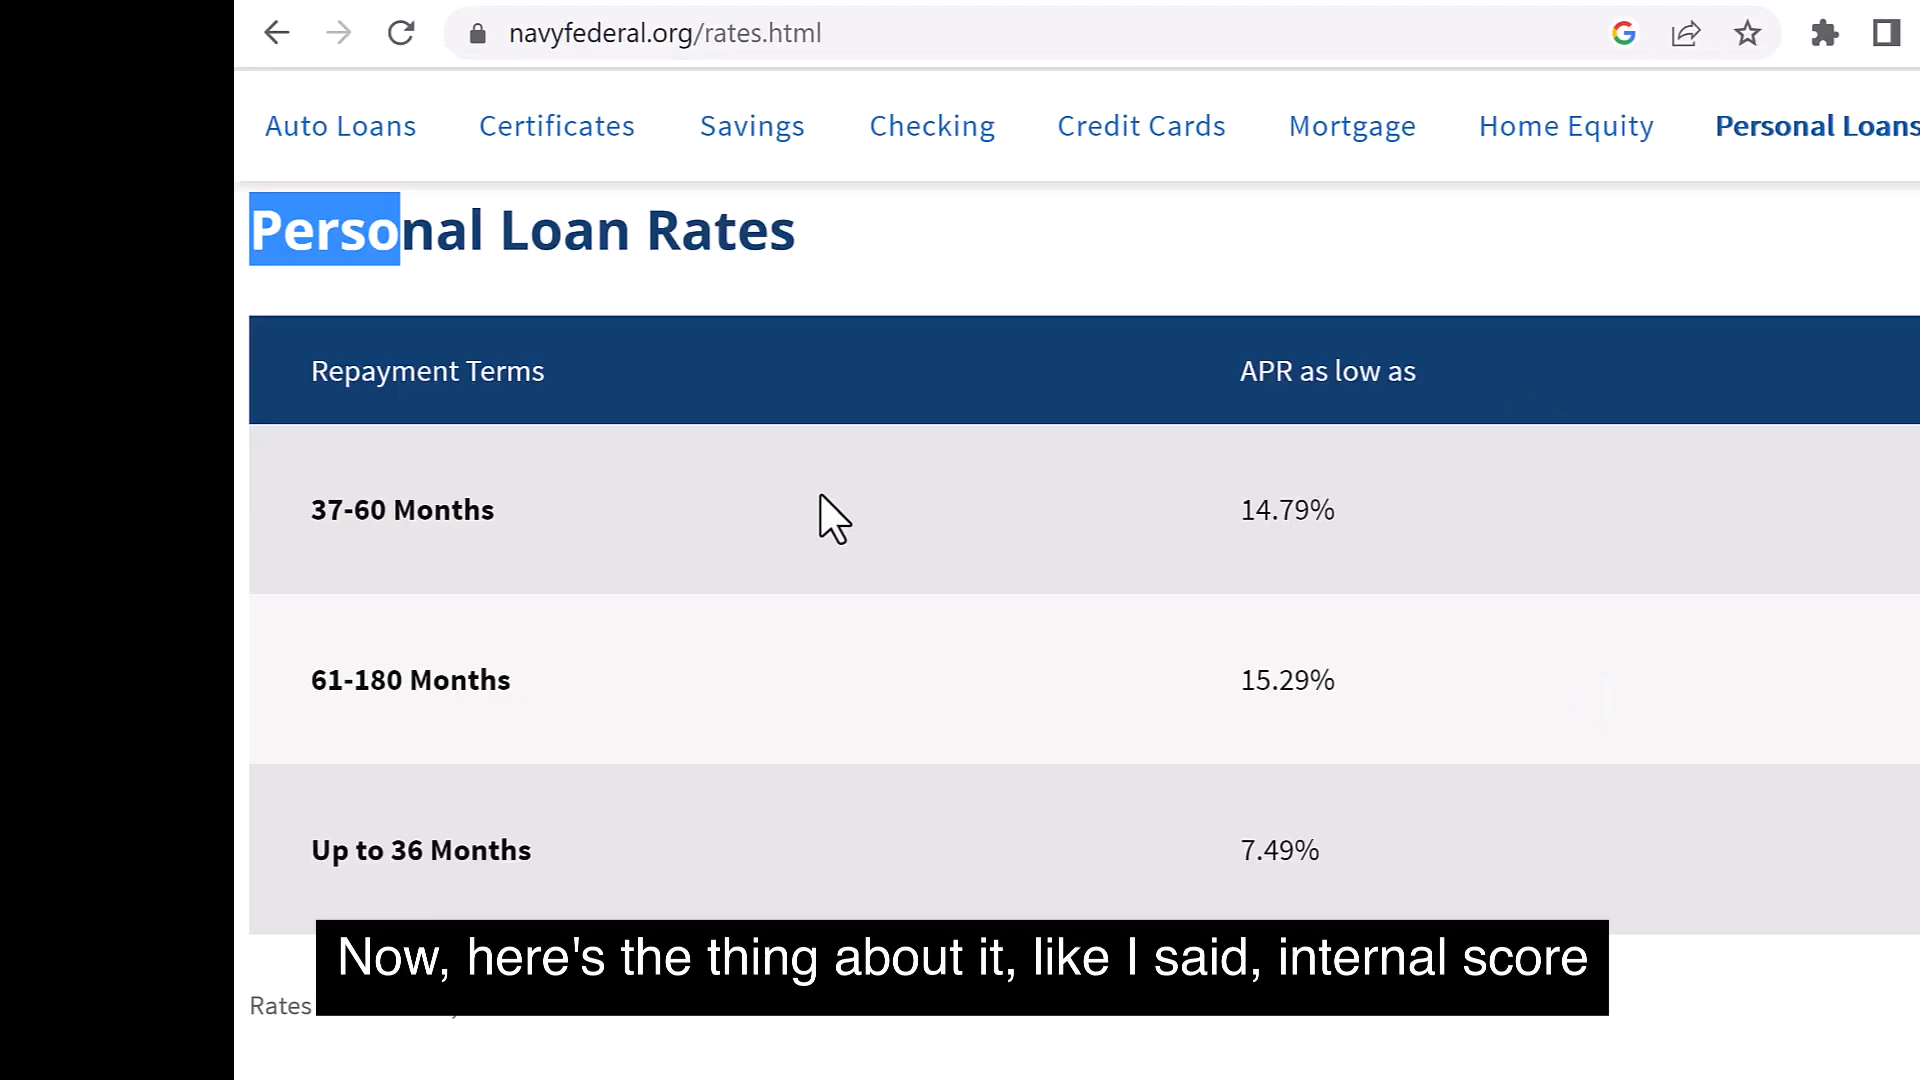 navyfederal.org/rates.html
Auto Loans Certificates Savings Checking Credit Cards Mortgage Home Equity Personal Loans
Personal Loan Rates
Repayment Terms APR as low as
37-60 Months 14.79%
61-180 Months 15.29%
Up to 36 Months 7.49%
Now, here's the thing about it, like I said, internal score
Rates